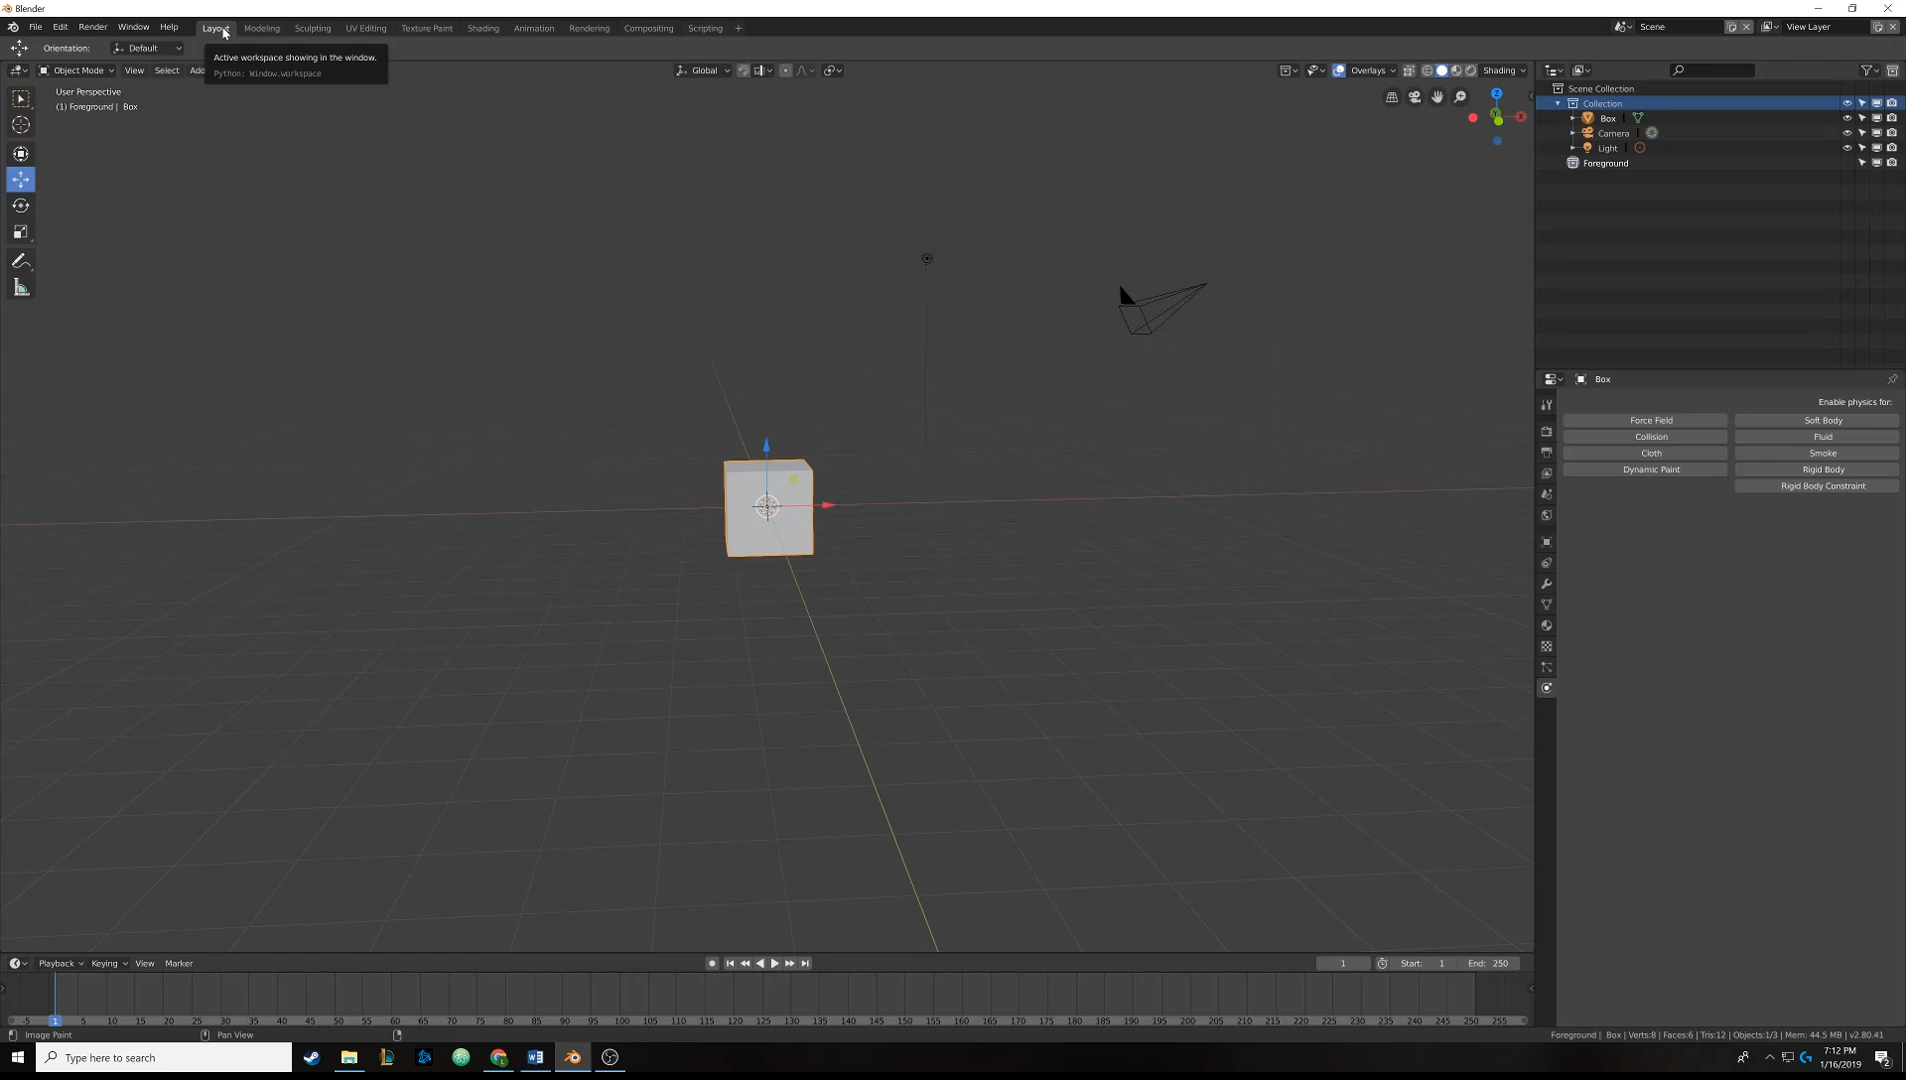 Blender
File Edit Render Window Help Layout Modeling Sculpting UV Editing Texture Paint Shading Animation Rendering Compositing Scripting + Scene View Layer
Orientation: Default
Active workspace showing in the window.
Python: Window.workspace
Object Mode View Select Add Global Overlays Shading
User Perspective
(1) Foreground | Box
Z
Y
X
Scene Collection
Collection
Box
Camera
Light
Foreground
Box
Enable physics for:
Force Field Soft Body
Collision Fluid
Cloth Smoke
Dynamic Paint Rigid Body
Rigid Body Constraint
Playback Keying View Marker 1 Start: 1 End: 250
-5 1 5 10 15 20 25 30 35 40 45 50 55 60 65 70 75 80 85 90 95 100 105 110 115 120 125 130 135 140 145 150 155 160 165 170 175 180 185 190 195 200 205 210 215 220 225 230 235 240 245 250 255
Image Paint Pan View Foreground | Box | Verts:8 | Faces:6 | Tris:12 | Objects:1/3 | Mem: 44.5 MB | v2.80.41
Type here to search
7:12 PM
1/16/2019
2